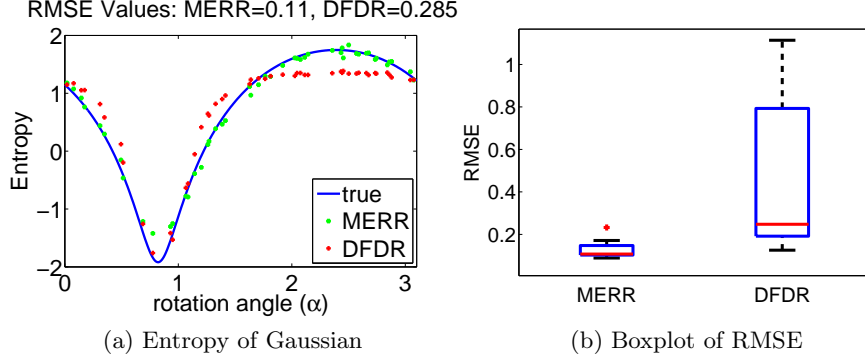 RMSE Values: MERR=0.11, DFDR=0.285
2
1
0
−1
−2
Entropy
true
MERR
DFDR
0
1
2
3
rotation angle (α)
(a) Entropy of Gaussian
1
0.8
0.6
0.4
0.2
RMSE
MERR
DFDR
(b) Boxplot of RMSE